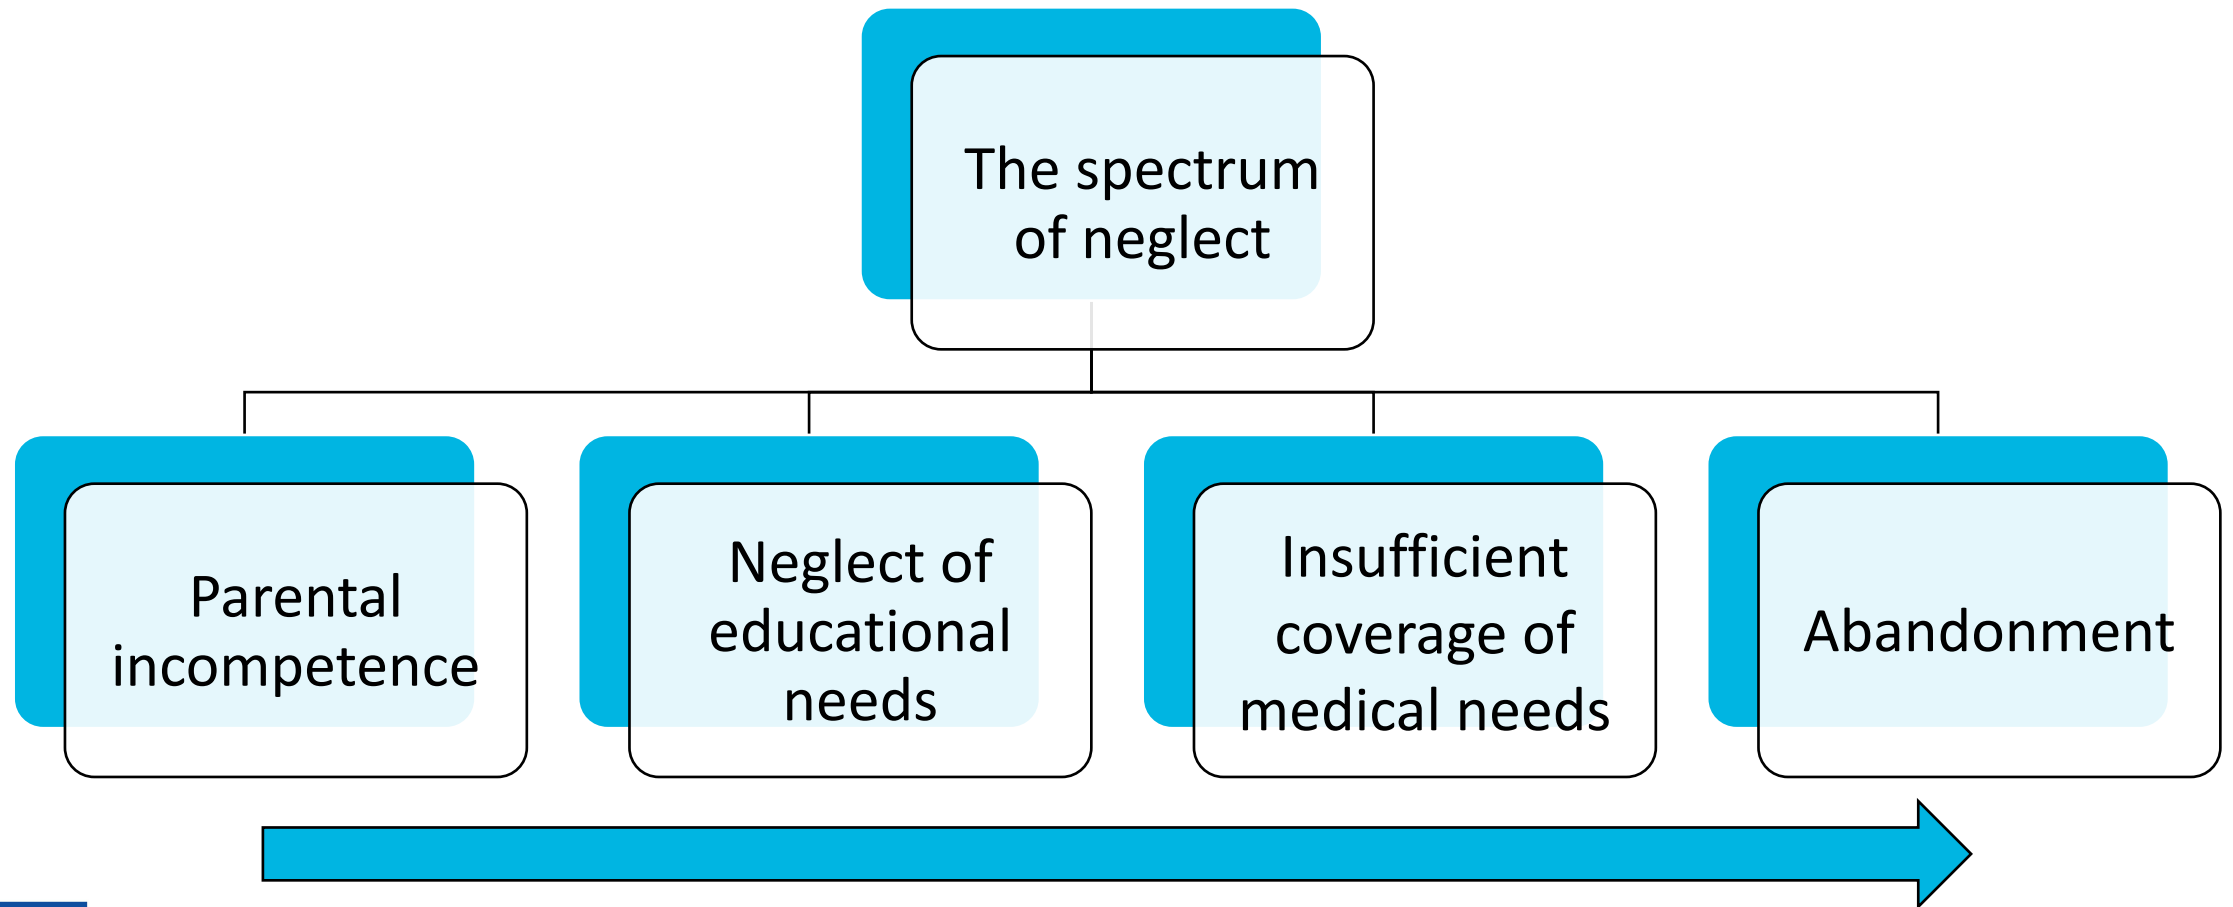 The spectrum
of neglect
Parental
incompetence
Neglect of
educational
needs
Insufficient
coverage of
medical needs
Abandonment